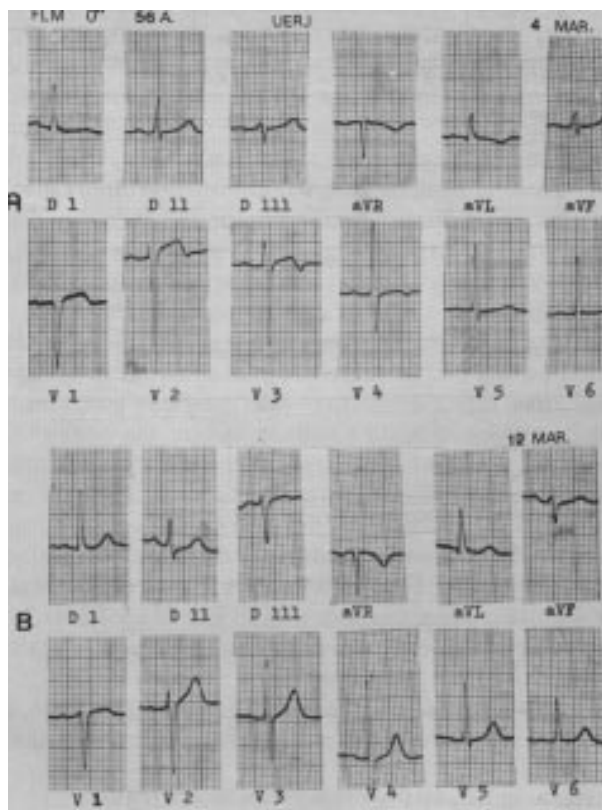 FLM O" 56 A. UERJ 4 MAR.
D 1 D 11 D 111 aVR aVL aVF
A
V 1 V 2 V 3 V 4 V 5 V 6
12 MAR.
D 1 D 11 D 111 aVR aVL aVF
B
V 1 V 2 V 3 V 4 V 5 V 6